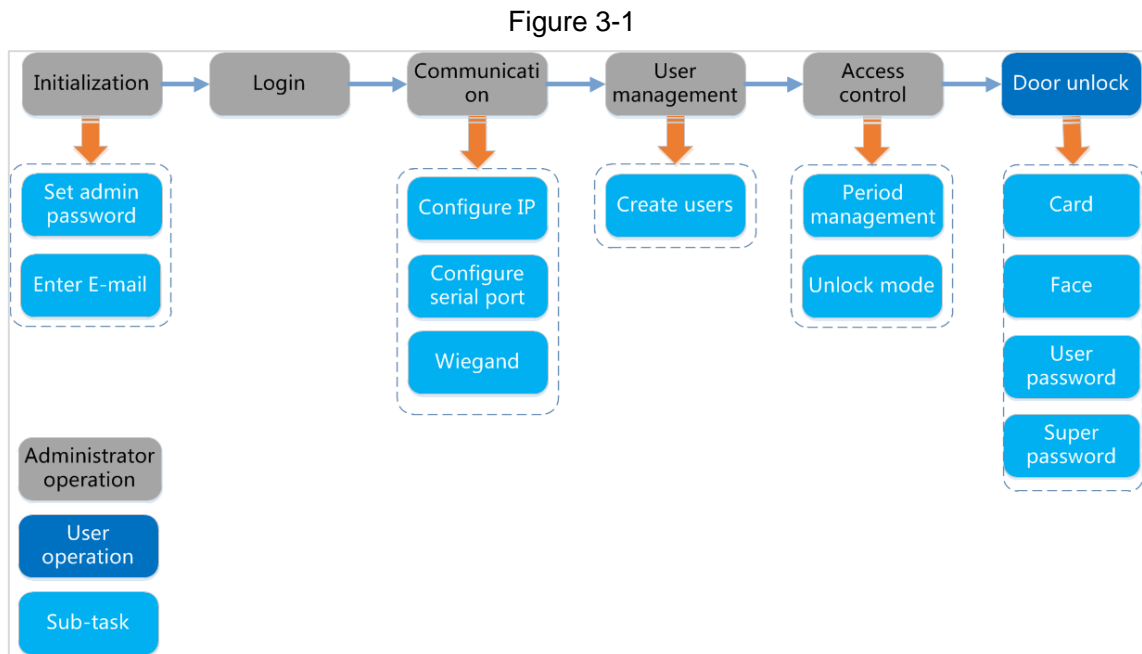 Figure 3-1
Initialization
Login
Communicati
on
User
management
Access
control
Door unlock
Set admin
password
Enter E-mail
Configure IP
Configure
serial port
Wiegand
Create users
Period
management
Unlock mode
Card
Face
User
password
Super
password
Administrator
operation
User
operation
Sub-task